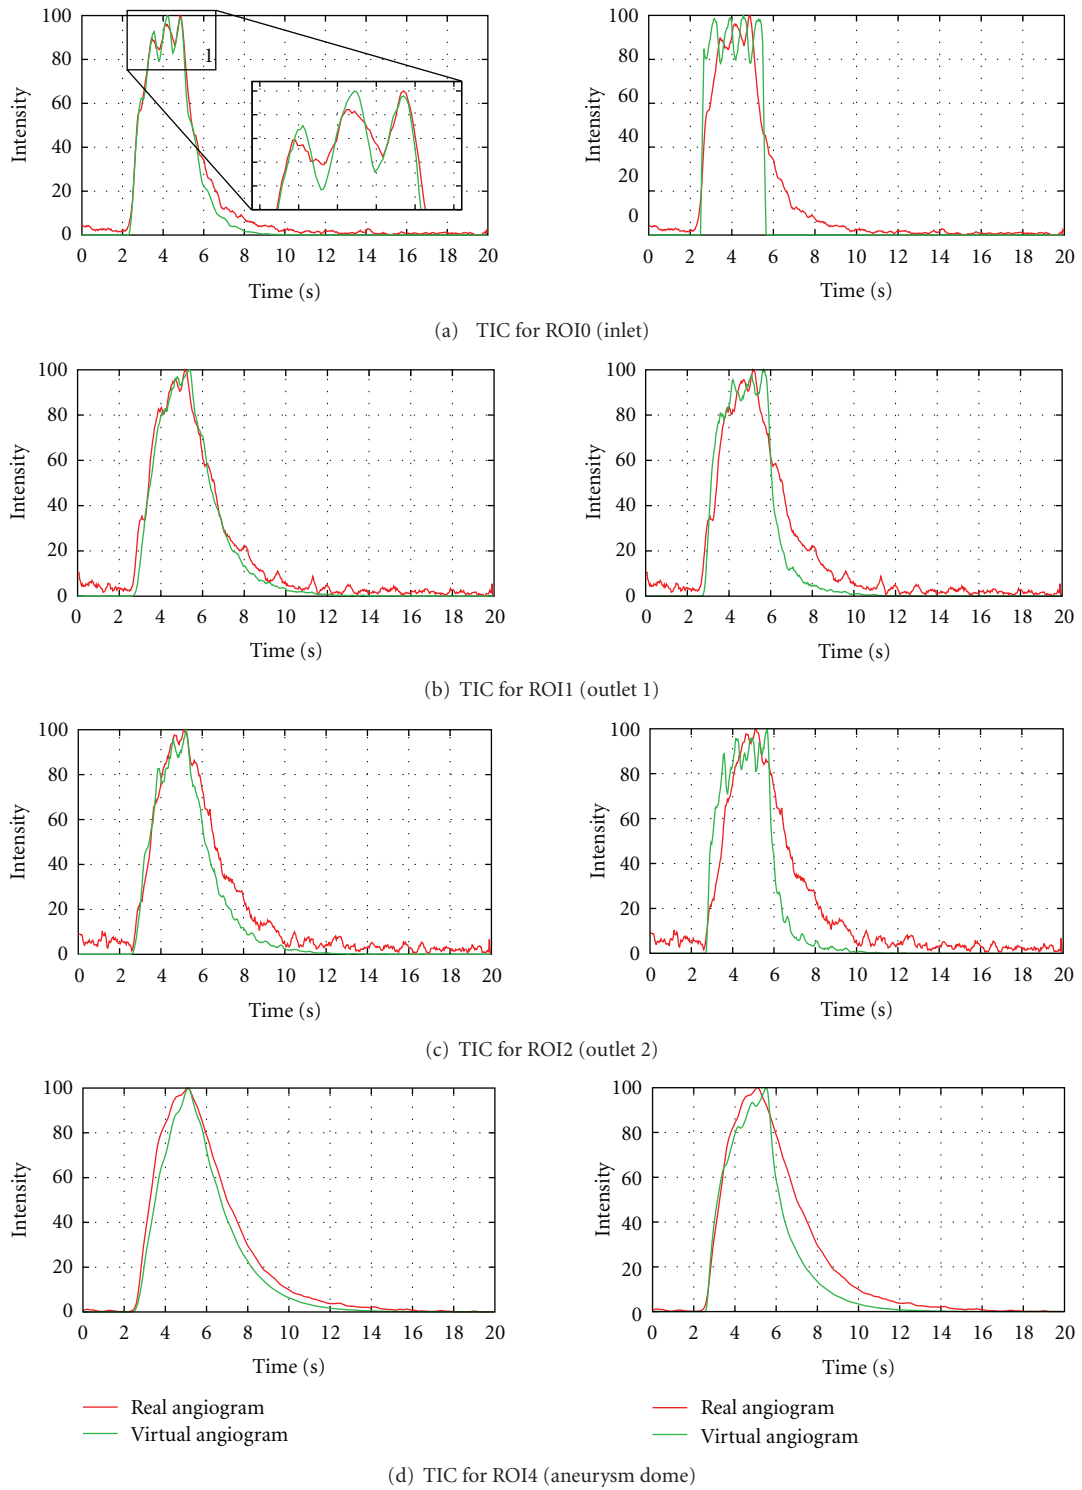 100
80
60
40
20
0
Intensity
1
0 2 4 6 8 10 12 14 16 18 20
Time (s)
100
80
60
40
20
0
Intensity
0 2 4 6 8 10 12 14 16 18 20
Time (s)
(a) TIC for ROI0 (inlet)
100
80
60
40
20
0
Intensity
0 2 4 6 8 10 12 14 16 18 20
Time (s)
100
80
60
40
20
0
Intensity
0 2 4 6 8 10 12 14 16 18 20
Time (s)
(b) TIC for ROI1 (outlet 1)
100
80
60
40
20
0
Intensity
0 2 4 6 8 10 12 14 16 18 20
Time (s)
100
80
60
40
20
0
Intensity
0 2 4 6 8 10 12 14 16 18 20
Time (s)
(c) TIC for ROI2 (outlet 2)
100
80
60
40
20
0
Intensity
0 2 4 6 8 10 12 14 16 18 20
Time (s)
Real angiogram
Virtual angiogram
100
80
60
40
20
0
Intensity
0 2 4 6 8 10 12 14 16 18 20
Time (s)
Real angiogram
Virtual angiogram
(d) TIC for ROI4 (aneurysm dome)